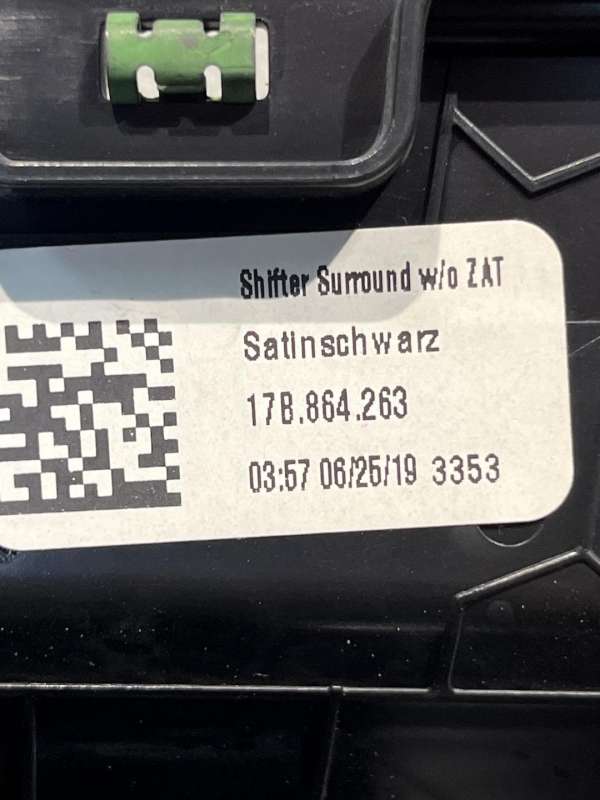 Shifter Surround w/o ZAT
Satinschwarz
17B.864.263
03:57 06/25/19 3353